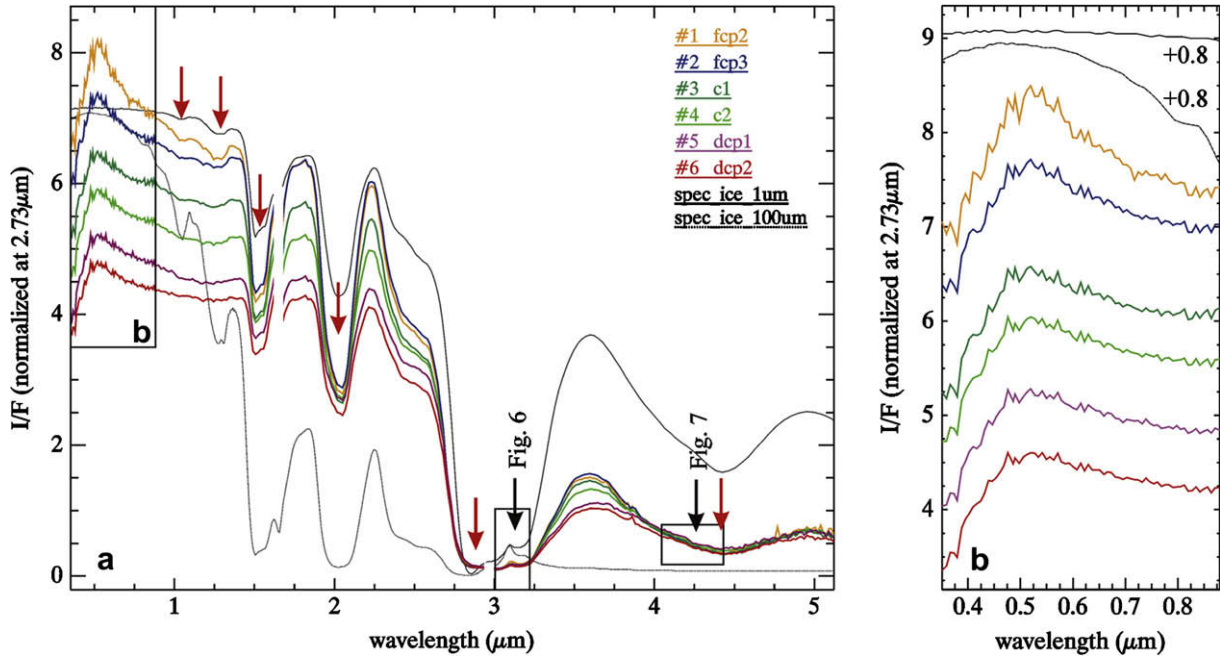 I/F (normalized at 2.73μm)
8
6
4
2
0
#1 fcp2
#2 fcp3
#3 c1
#4 c2
#5 dcp1
#6 dcp2
spec_ice_1um
spec_ice_100um
b
Fig. 6
Fig. 7
a
1
2
3
4
5
wavelength (μm)
I/F (normalized at 2.73μm)
9
8
7
6
5
4
+0.8
+0.8
b
0.4
0.5
0.6
0.7
0.8
wavelength (μm)